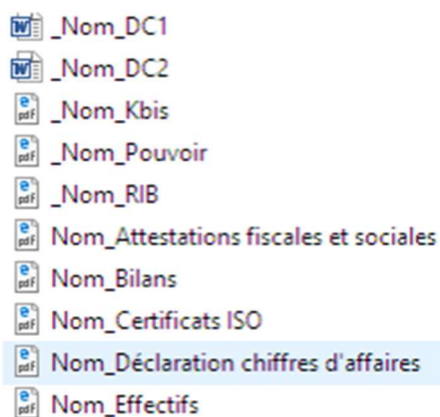 _Nom_DC1
_Nom_DC2
_Nom_Kbis
_Nom_Pouvoir
_Nom_RIB
Nom_Attestations fiscales et sociales
Nom_Bilans
Nom_Certificats ISO
Nom_Déclaration chiffres d'affaires
Nom_Effectifs